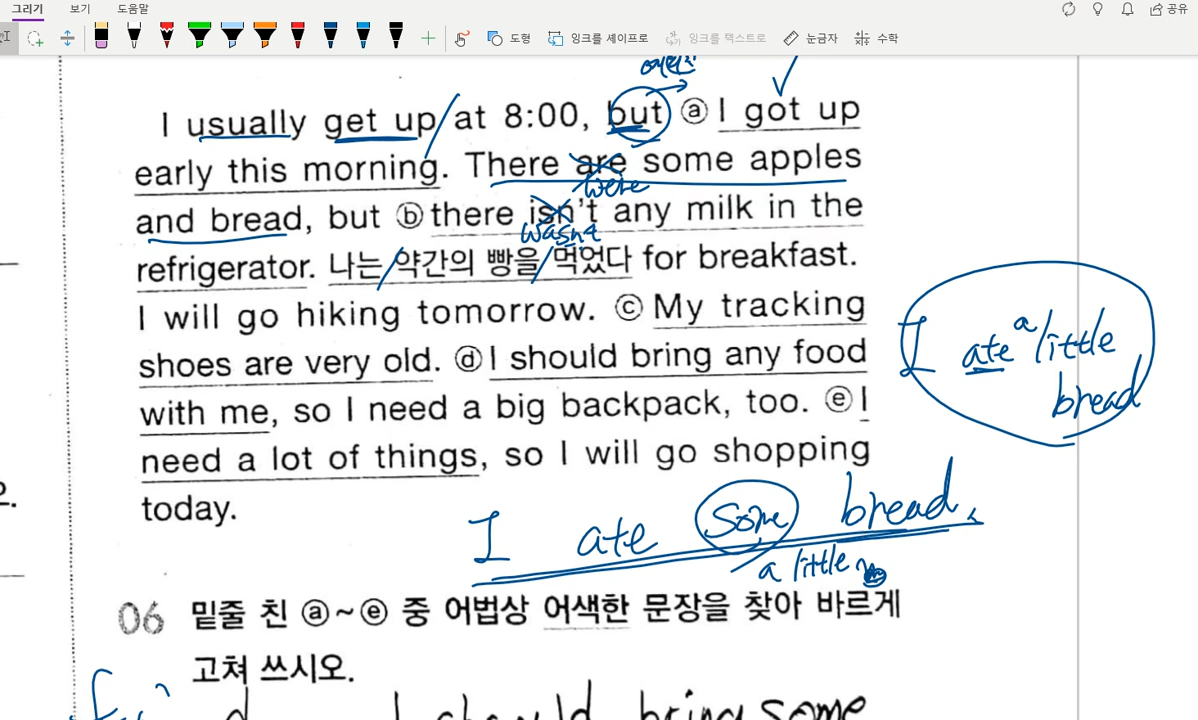 그리기 보기 도움말 공유
도형 잉크를 셰이프로 잉크를 텍스트로 눈금자 수학
I usually get up at 8:00, but ⓐ I got up
early this morning. There are some apples
were
and bread, but ⓑ there isn't any milk in the
wasn't
refrigerator. 나는 약간의 빵을 먹었다 for breakfast.
I will go hiking tomorrow. ⓒ My tracking
shoes are very old. ⓓ I should bring any food
with me, so I need a big backpack, too. ⓔ I
need a lot of things, so I will go shopping
today.
I ate a little
bread
I ate some bread.
a little
06 밑줄 친 ⓐ~ⓔ 중 어법상 어색한 문장을 찾아 바르게
고쳐 쓰시오.
d I should bring some